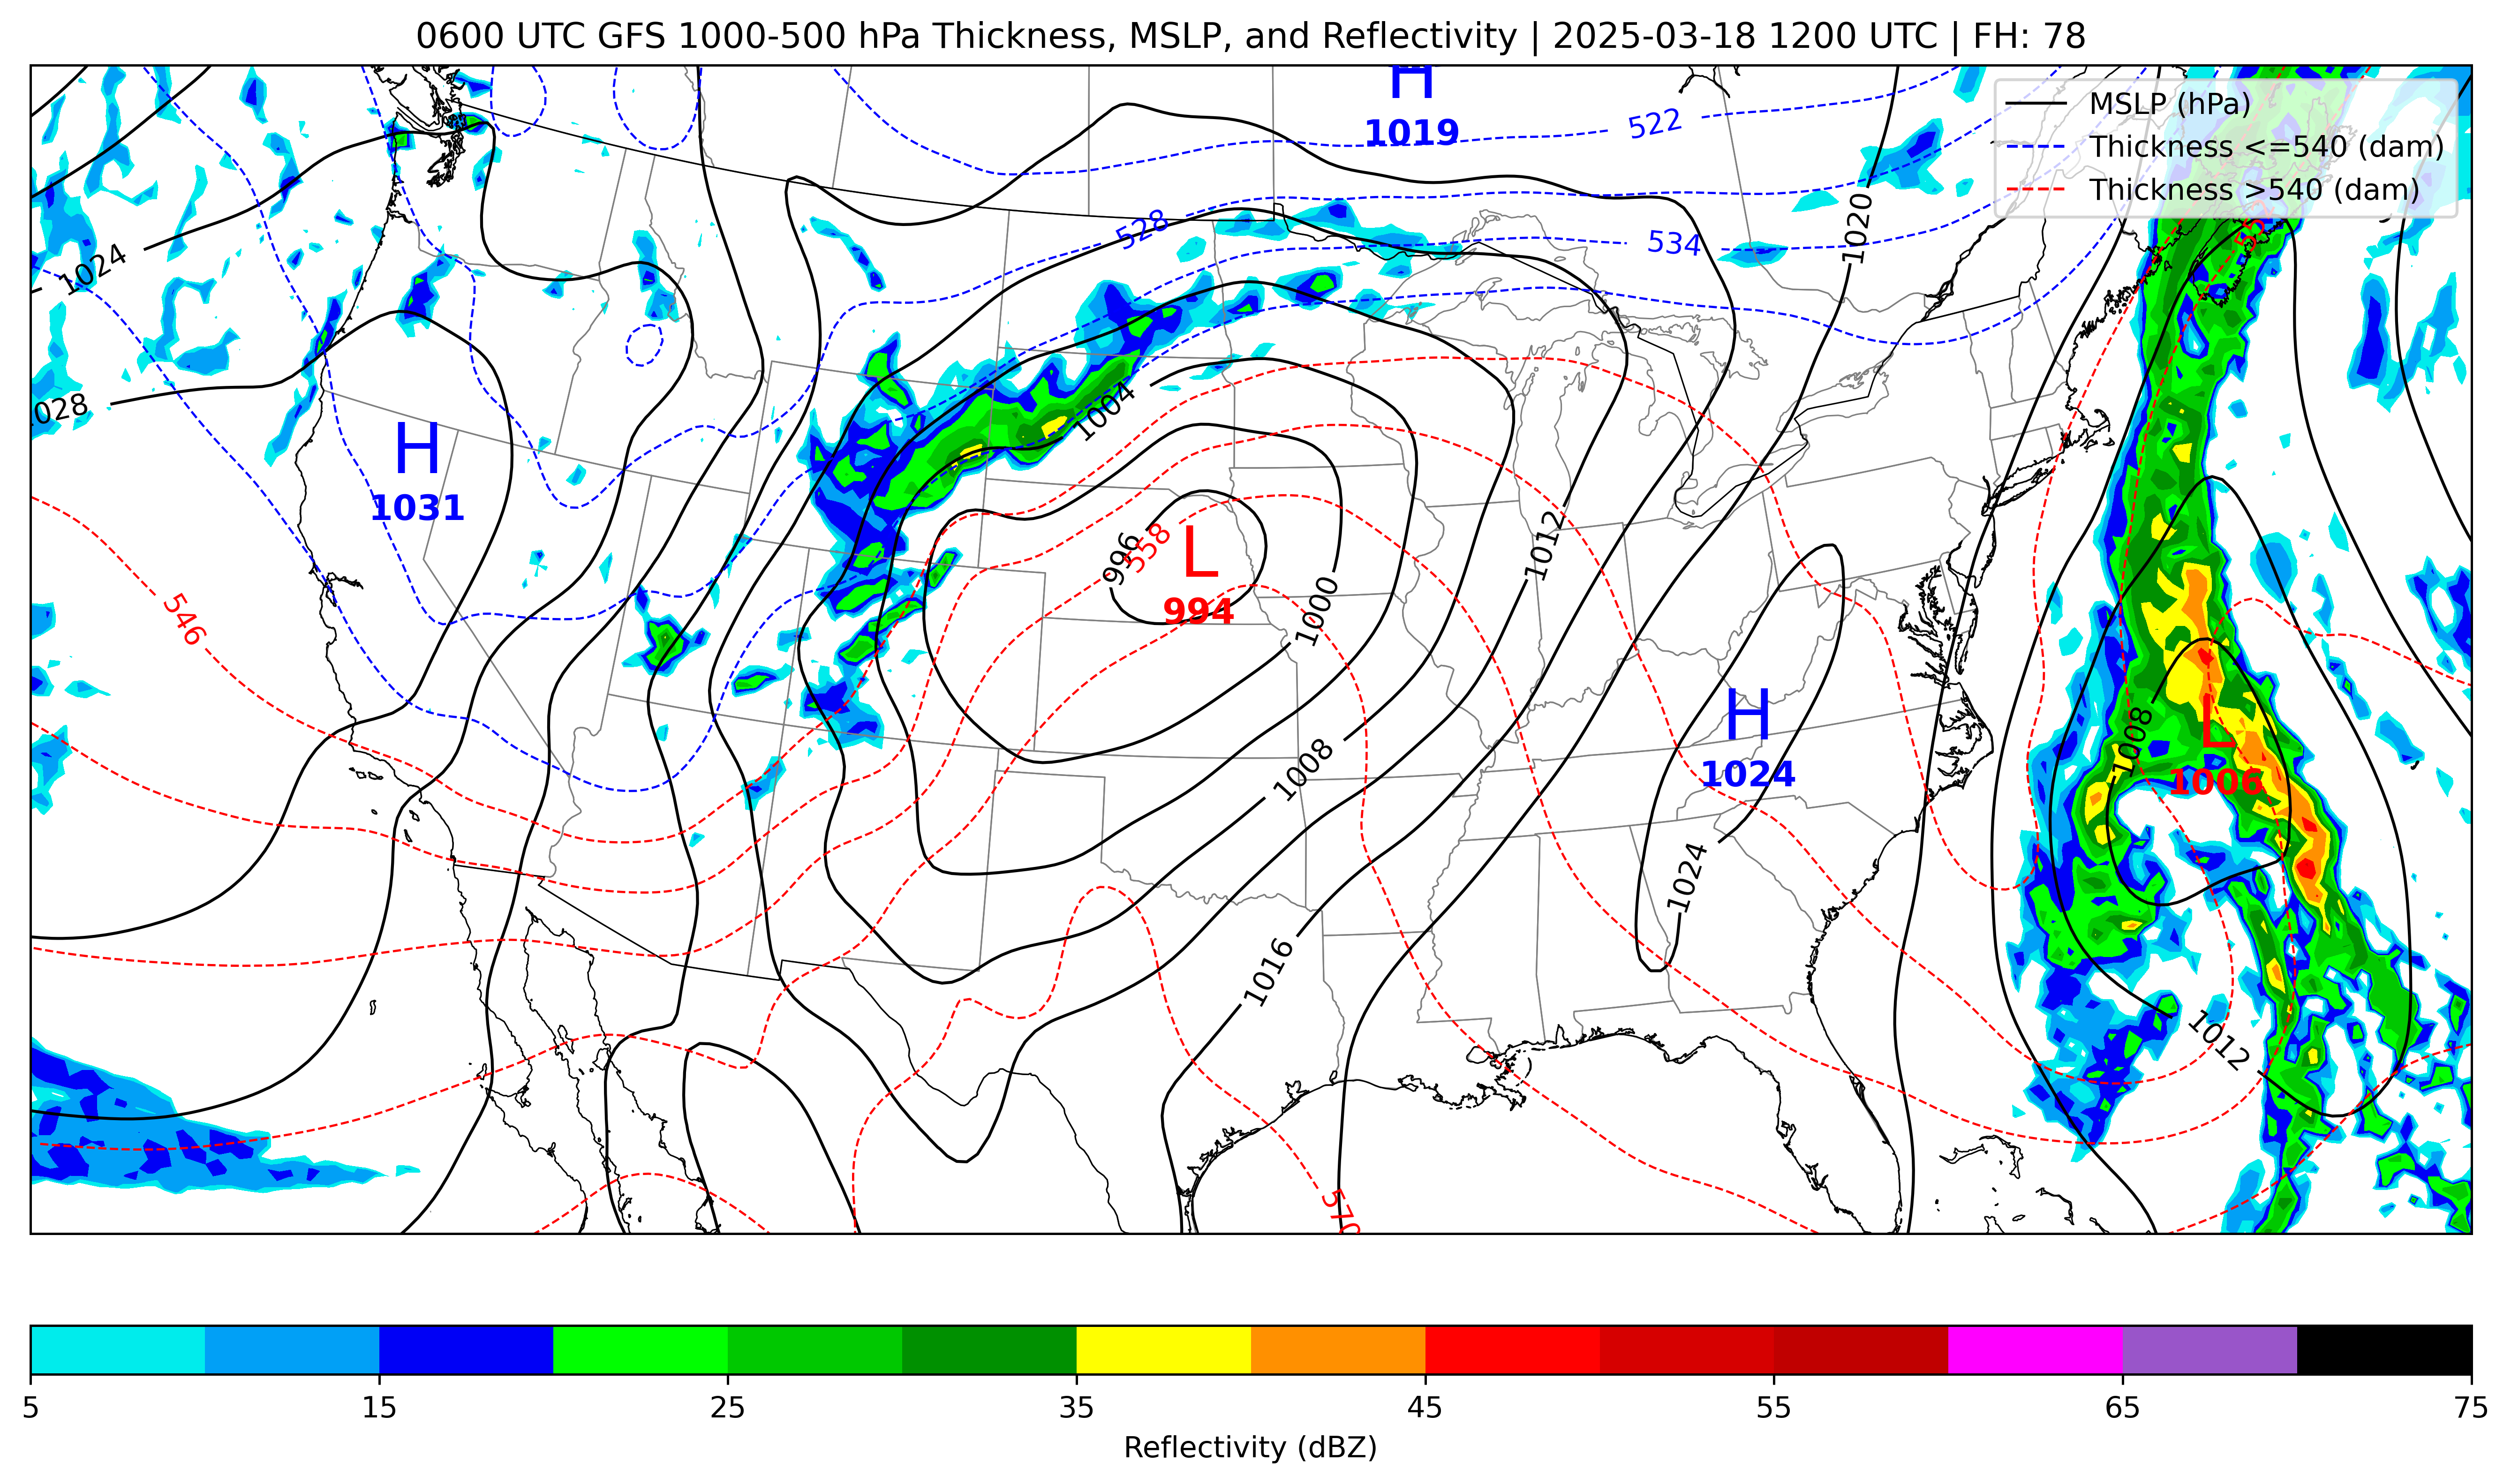 0600 UTC GFS 1000-500 hPa Thickness, MSLP, and Reflectivity | 2025-03-18 1200 UTC | FH: 78
H
1019
522
MSLP (hPa)
Thickness <=540 (dam)
Thickness >540 (dam)
1020
528
534
1024
1028
1004
H
1031
996
558
L
994
1012
1000
546
H
1024
1008
L
1006
1008
1024
1016
1012
570
5 15 25 35 45 55 65 75
Reflectivity (dBZ)